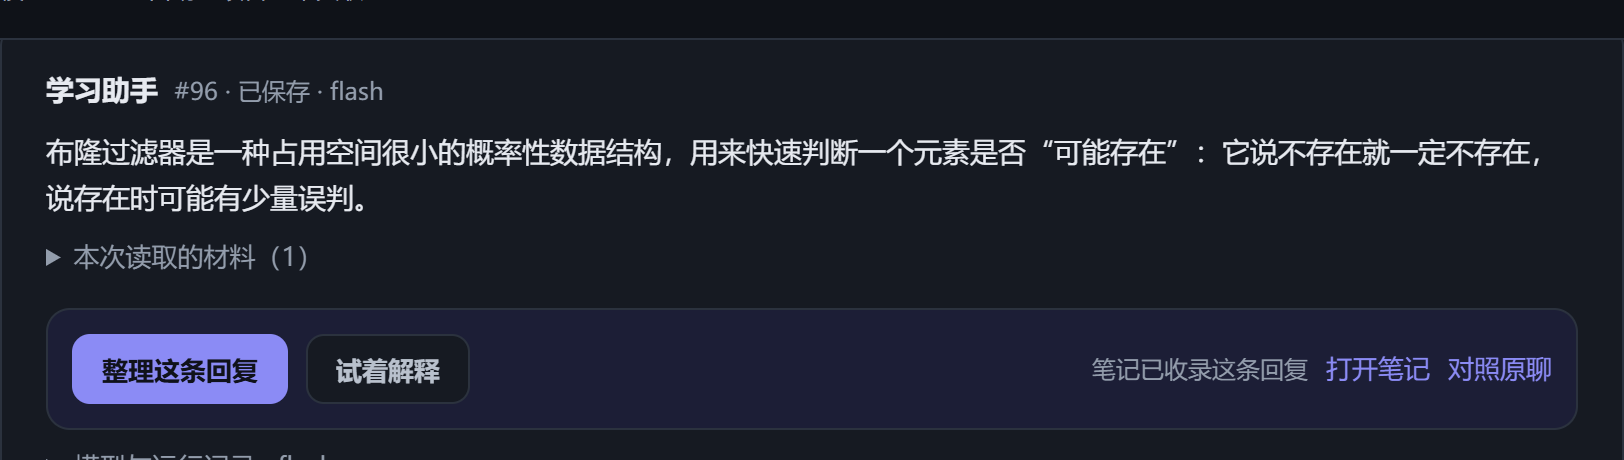 学习助手 #96 · 已保存 · flash
布隆过滤器是一种占用空间很小的概率性数据结构，用来快速判断一个元素是否“可能存在”：它说不存在就一定不存在，
说存在时可能有少量误判。
▶ 本次读取的材料（1）
整理这条回复 试着解释 笔记已收录这条回复 打开笔记 对照原聊